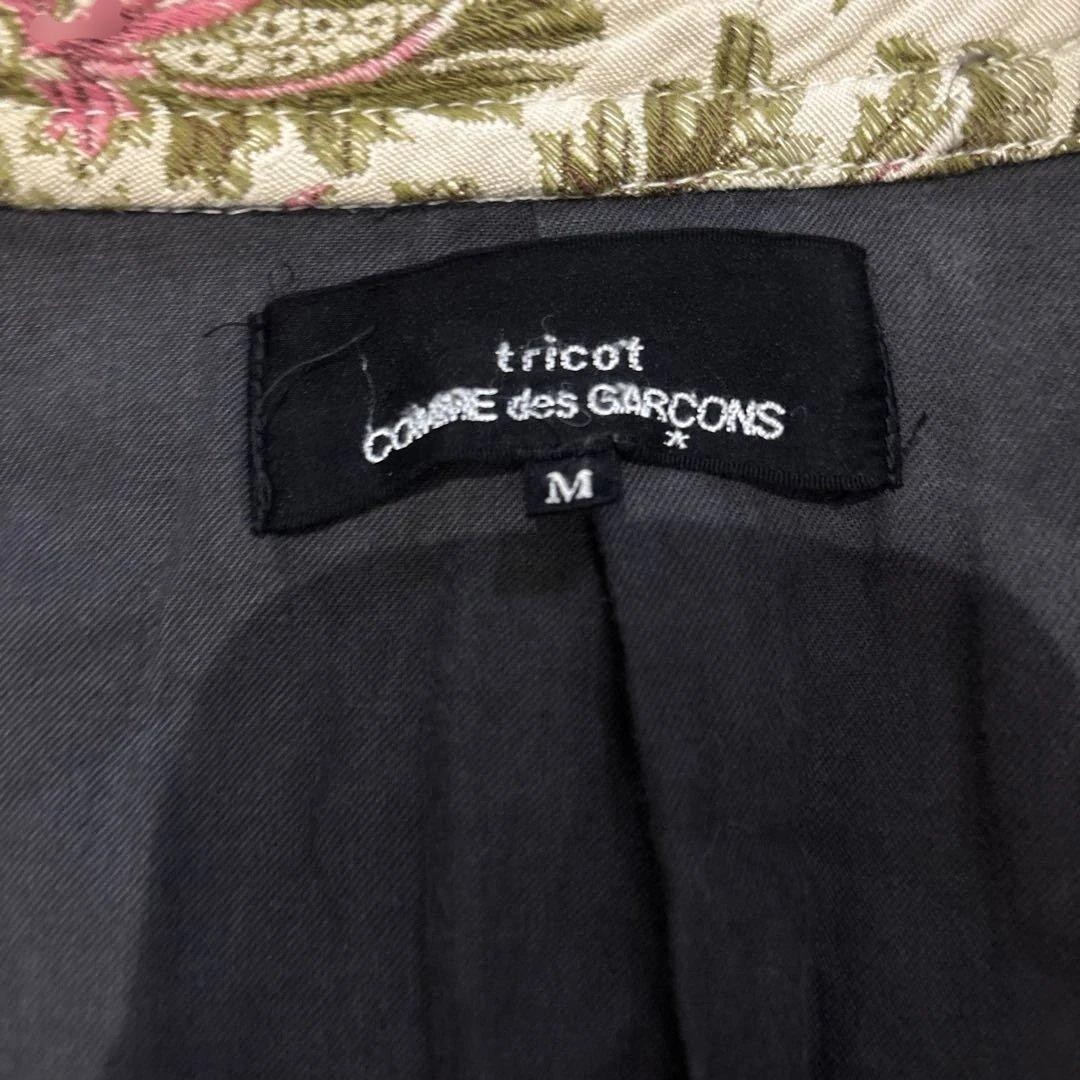 tricot
COMME des GARÇONS
*
M